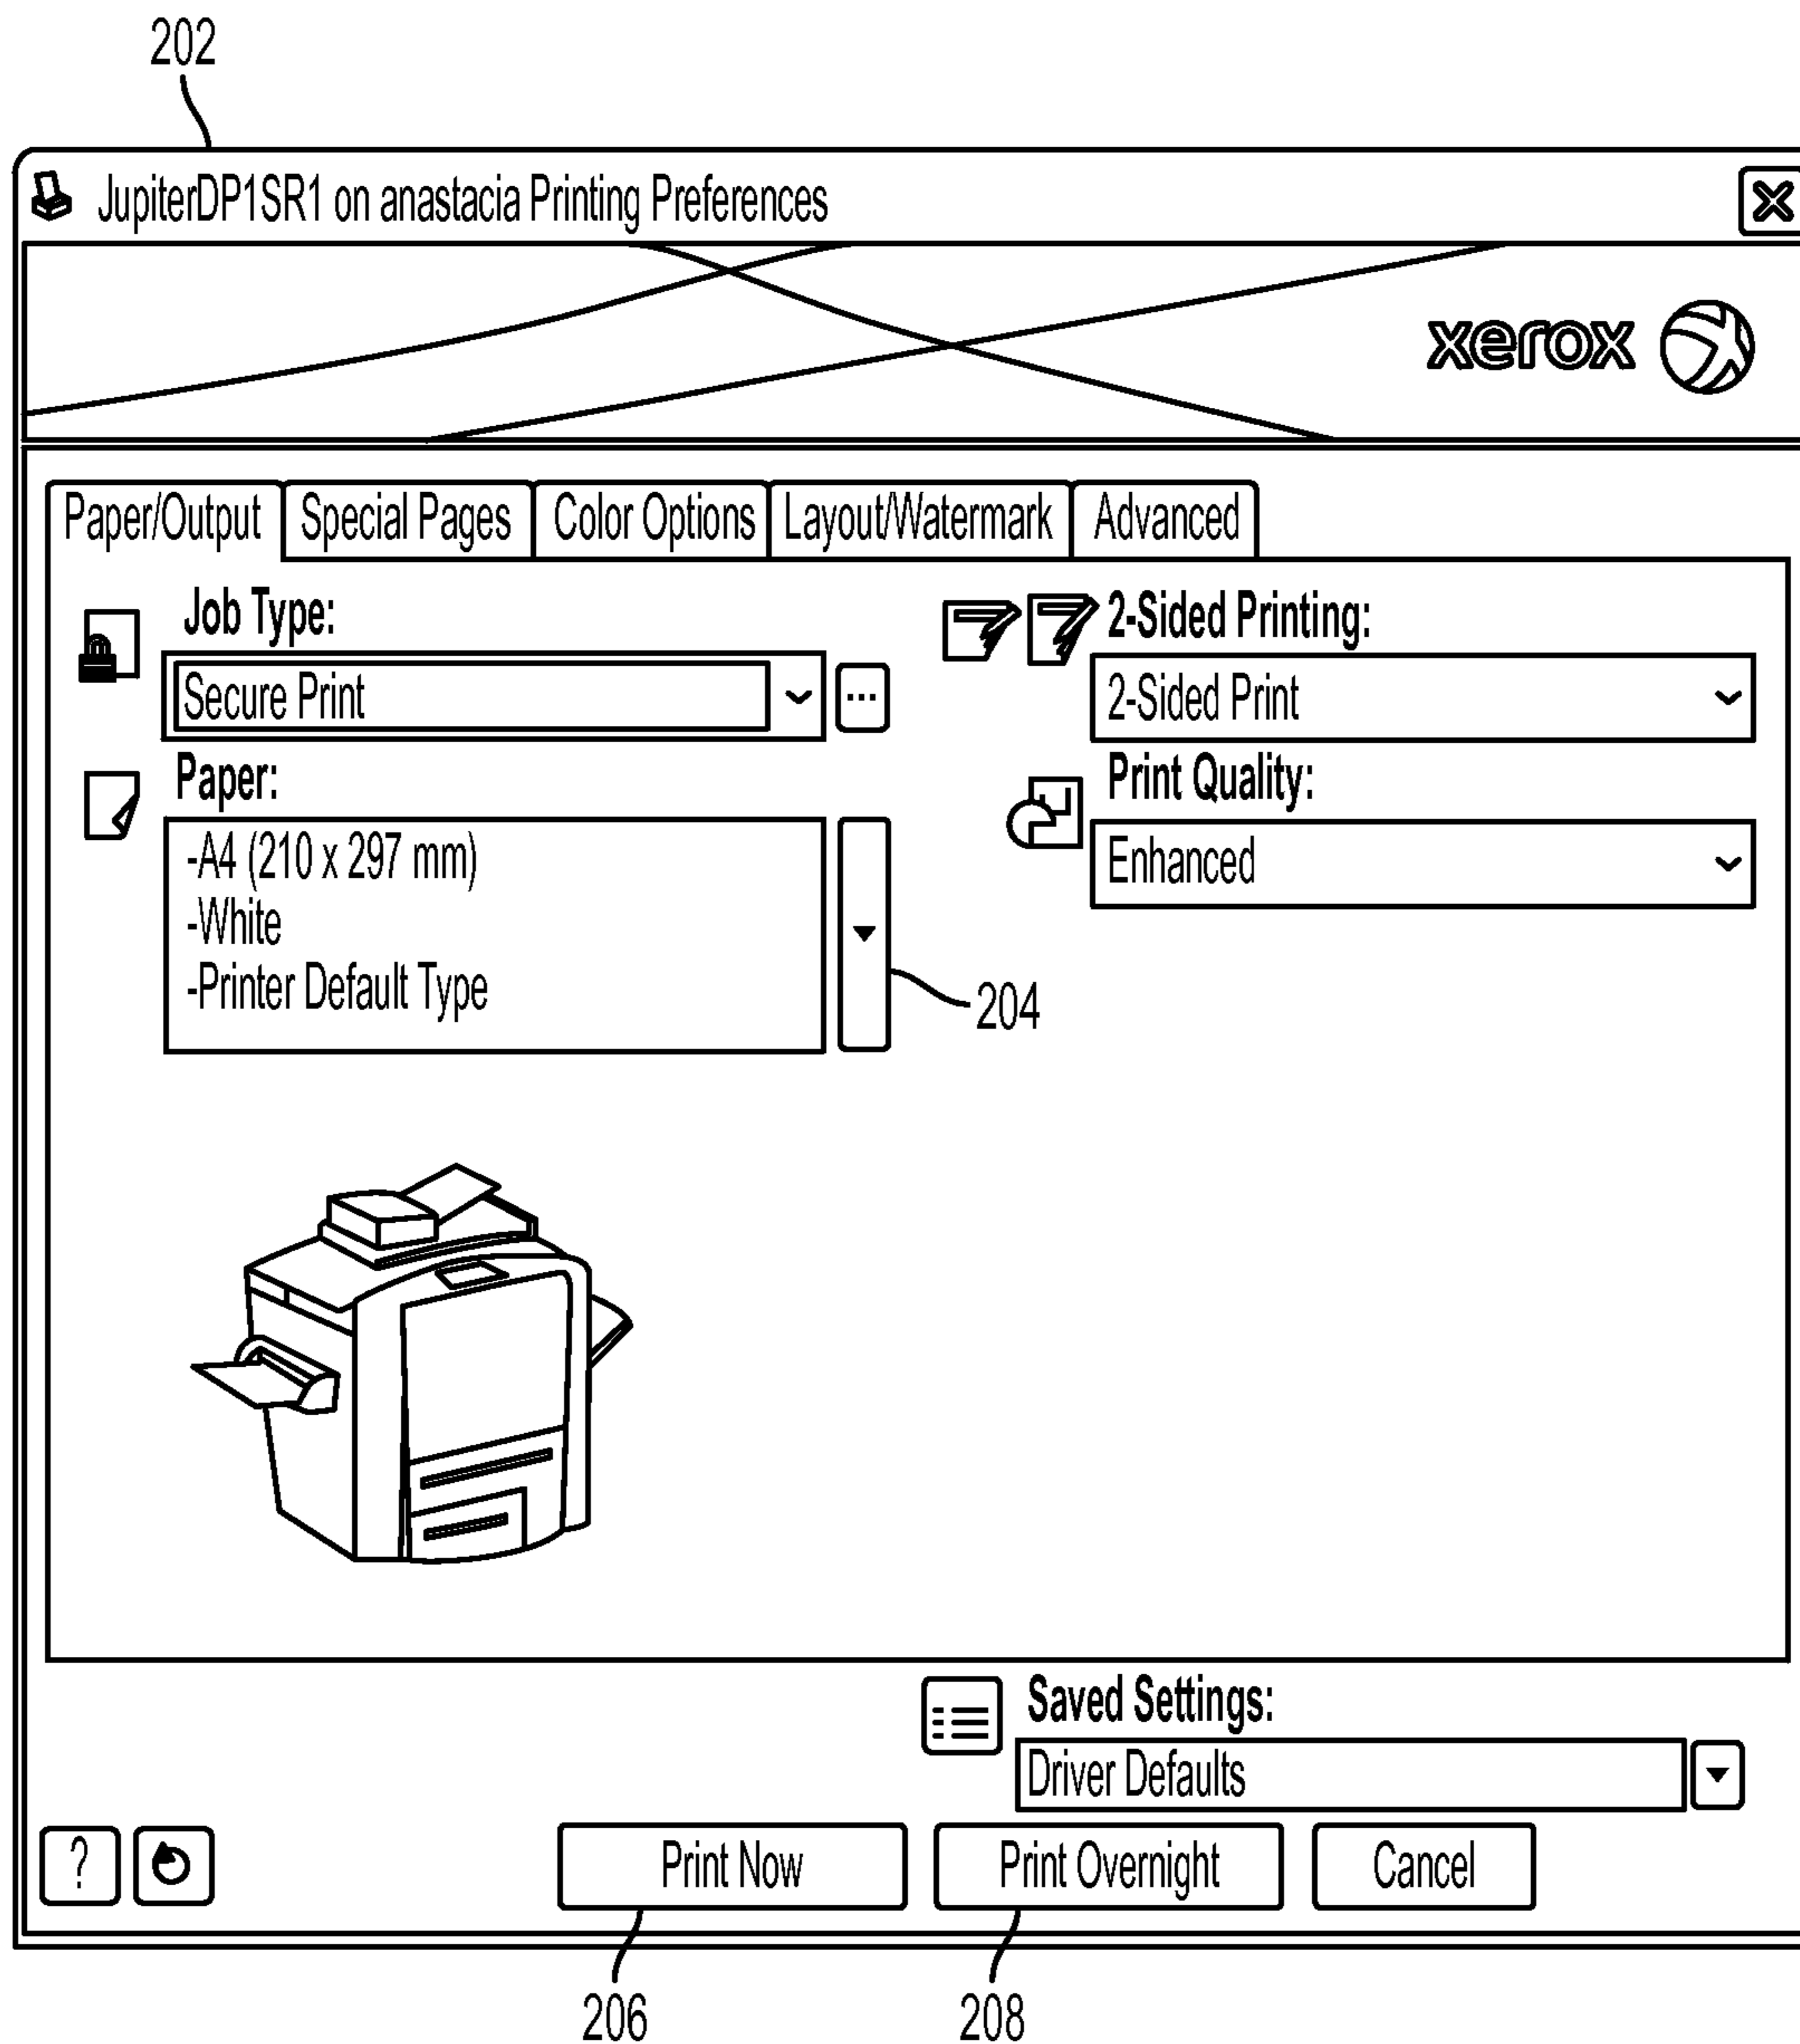 202
JupiterDP1SR1 on anastacia Printing Preferences
xerox
Paper/Output Special Pages Color Options Layout/Watermark Advanced
Job Type:
Secure Print
...
2-Sided Printing:
2-Sided Print
Paper:
-A4 (210 x 297 mm)
-White
-Printer Default Type
204
Print Quality:
Enhanced
Saved Settings:
Driver Defaults
? Print Now Print Overnight Cancel
206 208